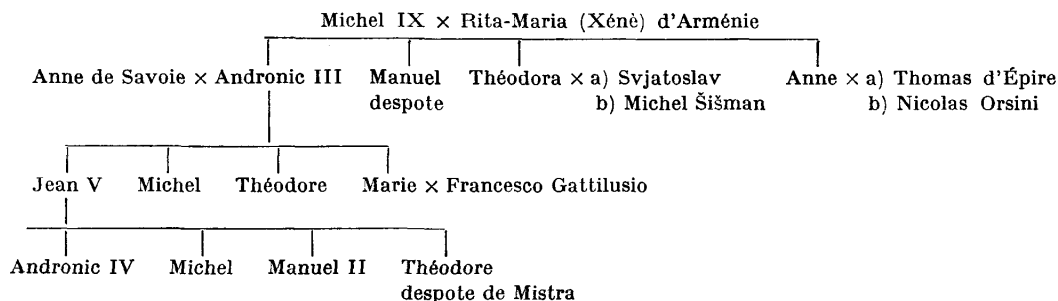 Michel IX × Rita-Maria (Xénè) d'Arménie
Anne de Savoie × Andronic III Manuel Théodora × a) Svjatoslav Anne × a) Thomas d'Épire
despote b) Michel Šišman b) Nicolas Orsini
Jean V Michel Théodore Marie × Francesco Gattilusio
Andronic IV Michel Manuel II Théodore
despote de Mistra